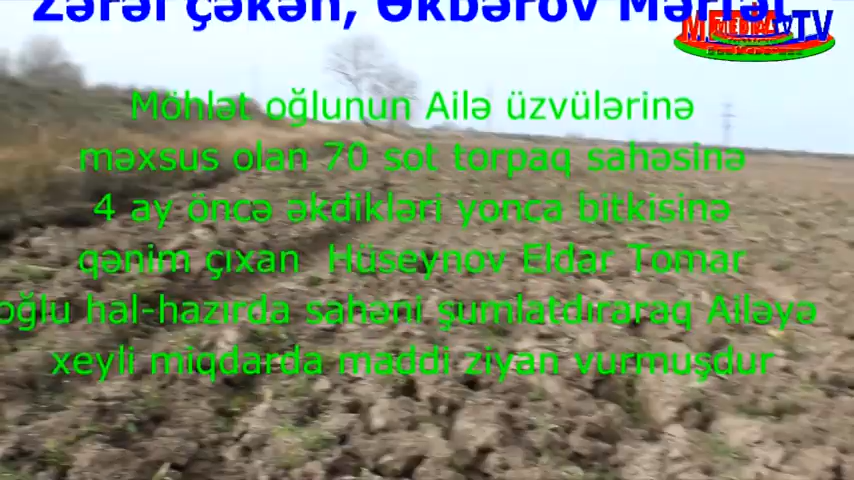 Zərəl çəkən, Əkbərov
MEDİA TV
Möhlət oğlunun Ailə üzvülərinə
məxsus olan 70 sot torpaq sahəsinə
4 ay öncə əkdikləri yonca bitkisinə
qənim çıxan Hüseynov Eldar Tomar
oğlu hal-hazırda sahəni şumlatdıraraq Ailəyə
xeyli miqdarda maddi ziyan vurmuşdur